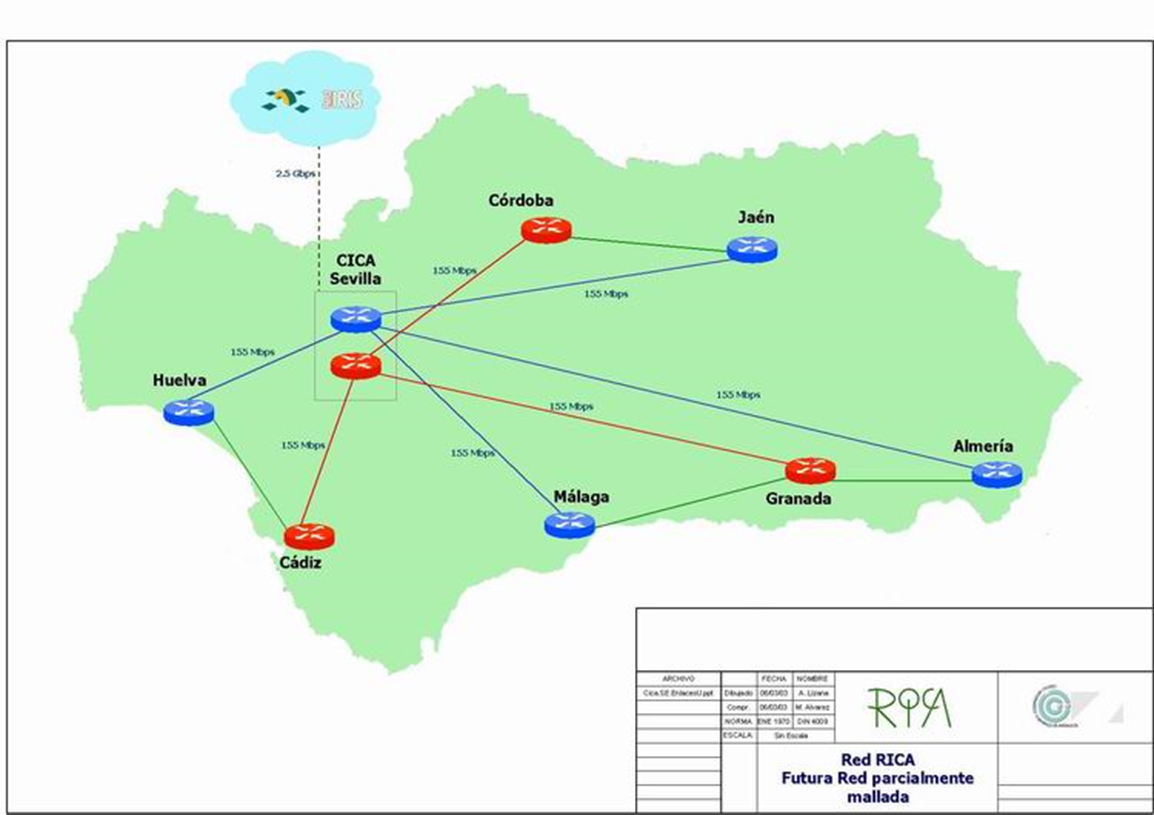 IRIS
2.5 Gbps
Córdoba
Jaén
CICA
Sevilla
155 Mbps
155 Mbps
155 Mbps
Huelva
155 Mbps
155 Mbps
155 Mbps
155 Mbps
Almería
Málaga
Granada
Cádiz
ARCHIVO FECHA NOMBRE
Cica.SE.EnlacesU.ppt Dibujado 06/03/03 A. Lizana
Compr. 06/03/03 M. Alvarez
NORMA: ENE 1970 DIN 4009
ESCALA: Sin Escala
RICA
Red RICA
Futura Red parcialmente
mallada